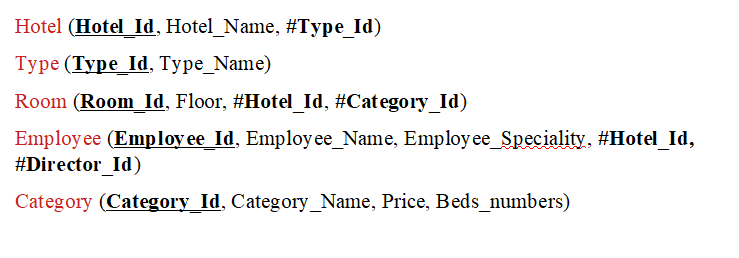 Hotel (Hotel_Id, Hotel_Name, #Type_Id)
Type (Type_Id, Type_Name)
Room (Room_Id, Floor, #Hotel_Id, #Category_Id)
Employee (Employee_Id, Employee_Name, Employee_Speciality, #Hotel_Id,
#Director_Id)
Category (Category_Id, Category_Name, Price, Beds_numbers)